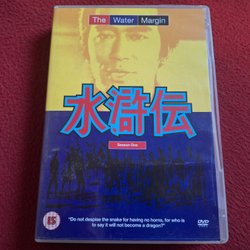 The Water Margin
水滸伝
Season One
15
"Do not despise the snake for having no horns, for who is
to say it will not become a dragon?"
DVD